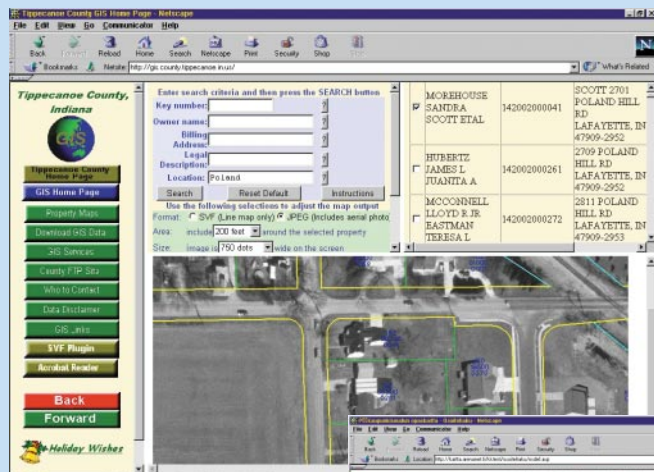 Tippecanoe County GIS Home Page - Netscape
File Edit View Go Communicator Help
Back Forward Reload Home Search Netscape Print Security Shop
N
Bookmarks Netsite: http://gis.county.tippecanoe.in.us/ What's Related
Tippecanoe County,
Indiana
GIS
Tippecanoe County
Home Page
GIS Home Page
Property Maps
Download GIS Data
GIS Services
County FTP Site
Who to Contact
Data Disclaimer
GIS Links
SVF Plugin
Acrobat Reader
Back
Forward
Holiday Wishes
Enter search criteria and then press the SEARCH button
Key number: ?
Owner name: ?
Billing
Address: ?
Legal
Description: ?
Location: Poland ?
Search Reset Default Instructions
Use the following selections to adjust the map output
Format: SVF (Line map only) JPEG (Includes aerial photo
Area: include 200 feet around the selected property
Size: image is 750 dots wide on the screen
MOREHOUSE
SANDRA
SCOTT ETAL
142002000041
SCOTT 2701
POLAND HILL
RD
LAFAYETTE, IN
47909-2952
HUBERTZ
JAMES L
JUANITA A
142002000261
2709 POLAND
HILL RD
LAFAYETTE, IN
47909-2952
MCCONNELL
LLOYD R JR
EASTMAN
TERESA L
142002000272
2811 POLAND
HILL RD
LAFAYETTE, IN
47909-2953
Netscape
File Edit View Go Communicator Help
Back Forward Reload Home Search Netscape Print Security Shop
Bookmarks Location: